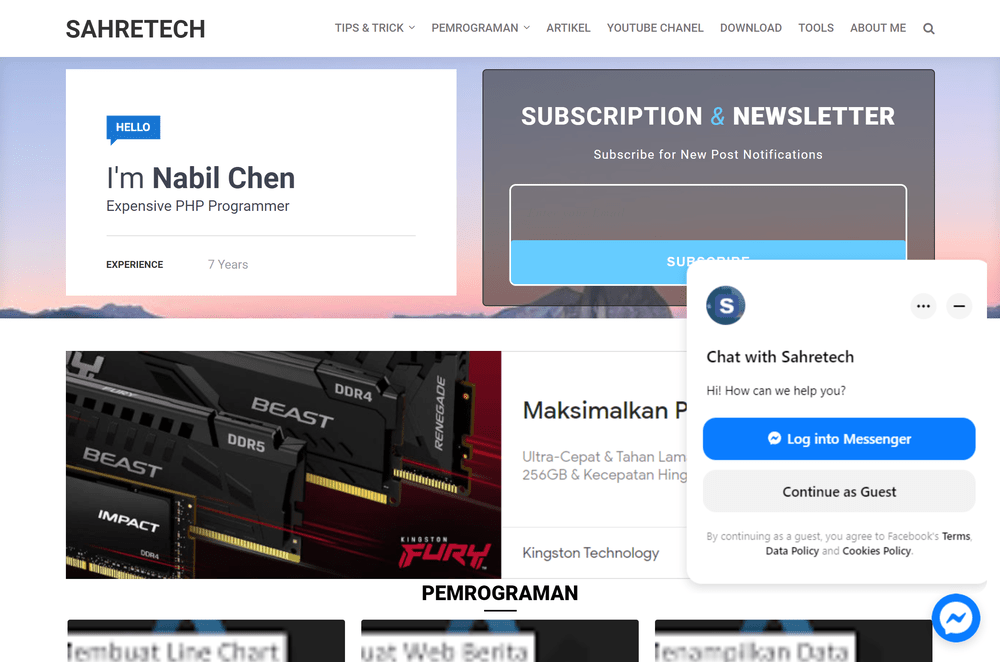 SAHRETECH
TIPS & TRICK PEMROGRAMAN ARTIKEL YOUTUBE CHANEL DOWNLOAD TOOLS ABOUT ME
HELLO
I'm Nabil Chen
Expensive PHP Programmer
EXPERIENCE 7 Years
SUBSCRIPTION & NEWSLETTER
Subscribe for New Post Notifications
SUBSCRIBE
S
Chat with Sahretech
Hi! How can we help you?
Log into Messenger
Continue as Guest
By continuing as a guest, you agree to Facebook's Terms,
Data Policy and Cookies Policy.
FURY
BEAST
DDR4
RENEGADE
BEAST
DDR5
IMPACT
DDR4
KINGSTON
FURY
Maksimalkan P
Ultra-Cepat & Tahan Lam
256GB & Kecepatan Hing
Kingston Technology
PEMROGRAMAN
Membuat Line Chart
uat Web Berita
Menampilkan Data